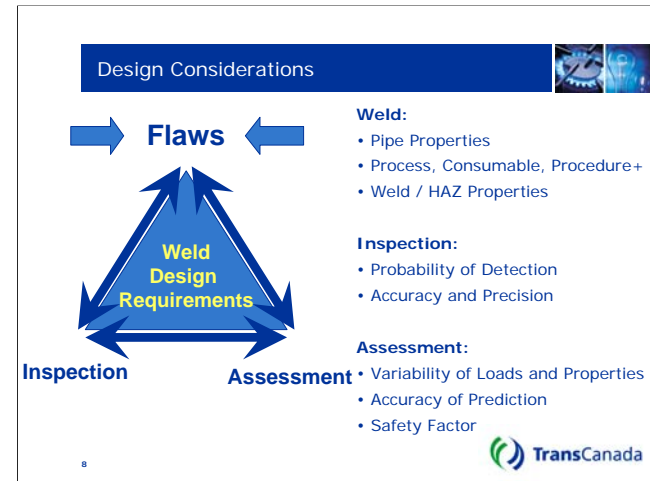 Design Considerations
Flaws
Weld
Design
Requirements
Inspection
Assessment
Weld:
• Pipe Properties
• Process, Consumable, Procedure+
• Weld / HAZ Properties
Inspection:
• Probability of Detection
• Accuracy and Precision
Assessment:
• Variability of Loads and Properties
• Accuracy of Prediction
• Safety Factor
8
TransCanada